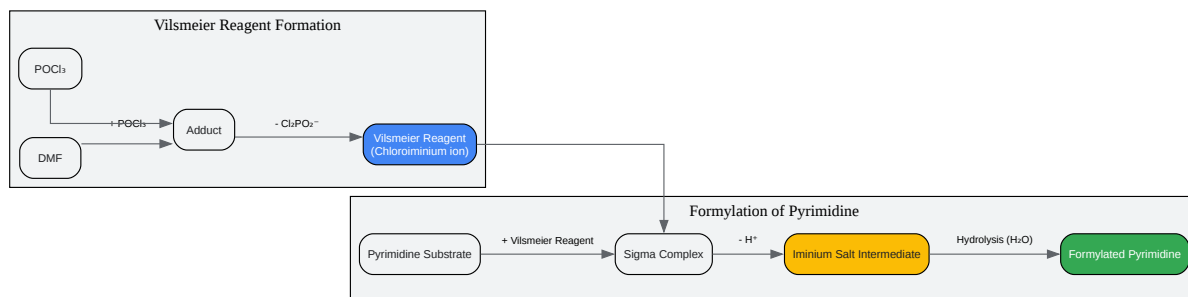 Vilsmeier Reagent Formation
POCl₃
+ POCl₃
Adduct
- Cl₂PO₂⁻
Vilsmeier Reagent
(Chloroiminium ion)
DMF
Formylation of Pyrimidine
Pyrimidine Substrate
+ Vilsmeier Reagent
Sigma Complex
- H⁺
Iminium Salt Intermediate
Hydrolysis (H₂O)
Formylated Pyrimidine